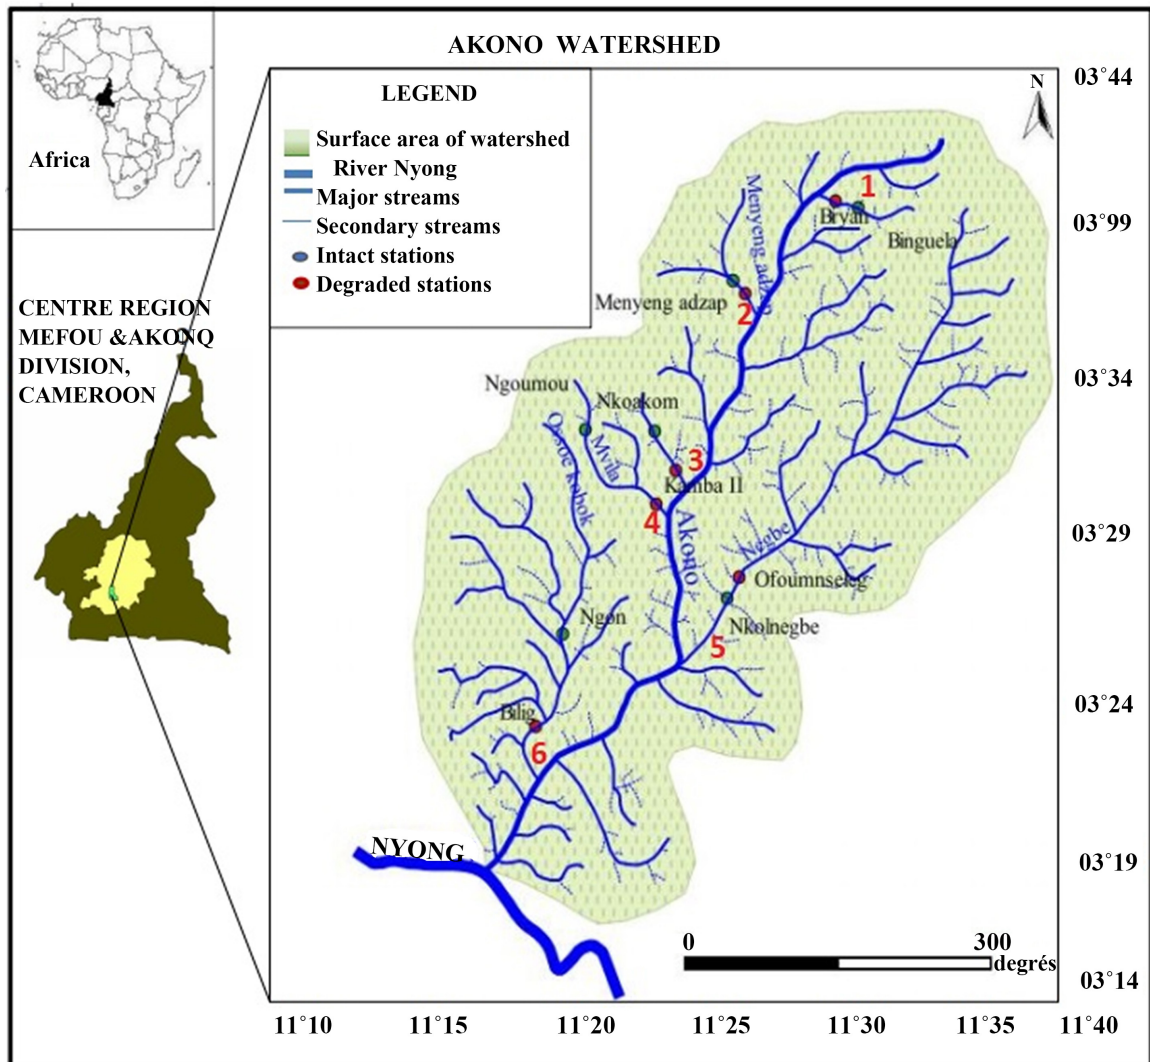 AKONO WATERSHED
Africa
LEGEND
Surface area of watershed
River Nyong
Major streams
Secondary streams
Intact stations
Degraded stations
CENTRE REGION
MEFOU &AKONQ
DIVISION,
CAMEROON
N
03°44
03°99
03°34
03°29
03°24
03°19
03°14
1
Bryan
Binguela
Menyeng adzap
Menyeng adzap
2
Ngoumou
Nkoakom
Ossoe kobok
Mvila
3
Kamba II
4
Akono
Negbe
Ofoumnseleg
Nkolnegbe
5
Ngon
Bilig
6
NYONG
0 300
degrés
11°10 11°15 11°20 11°25 11°30 11°35 11°40